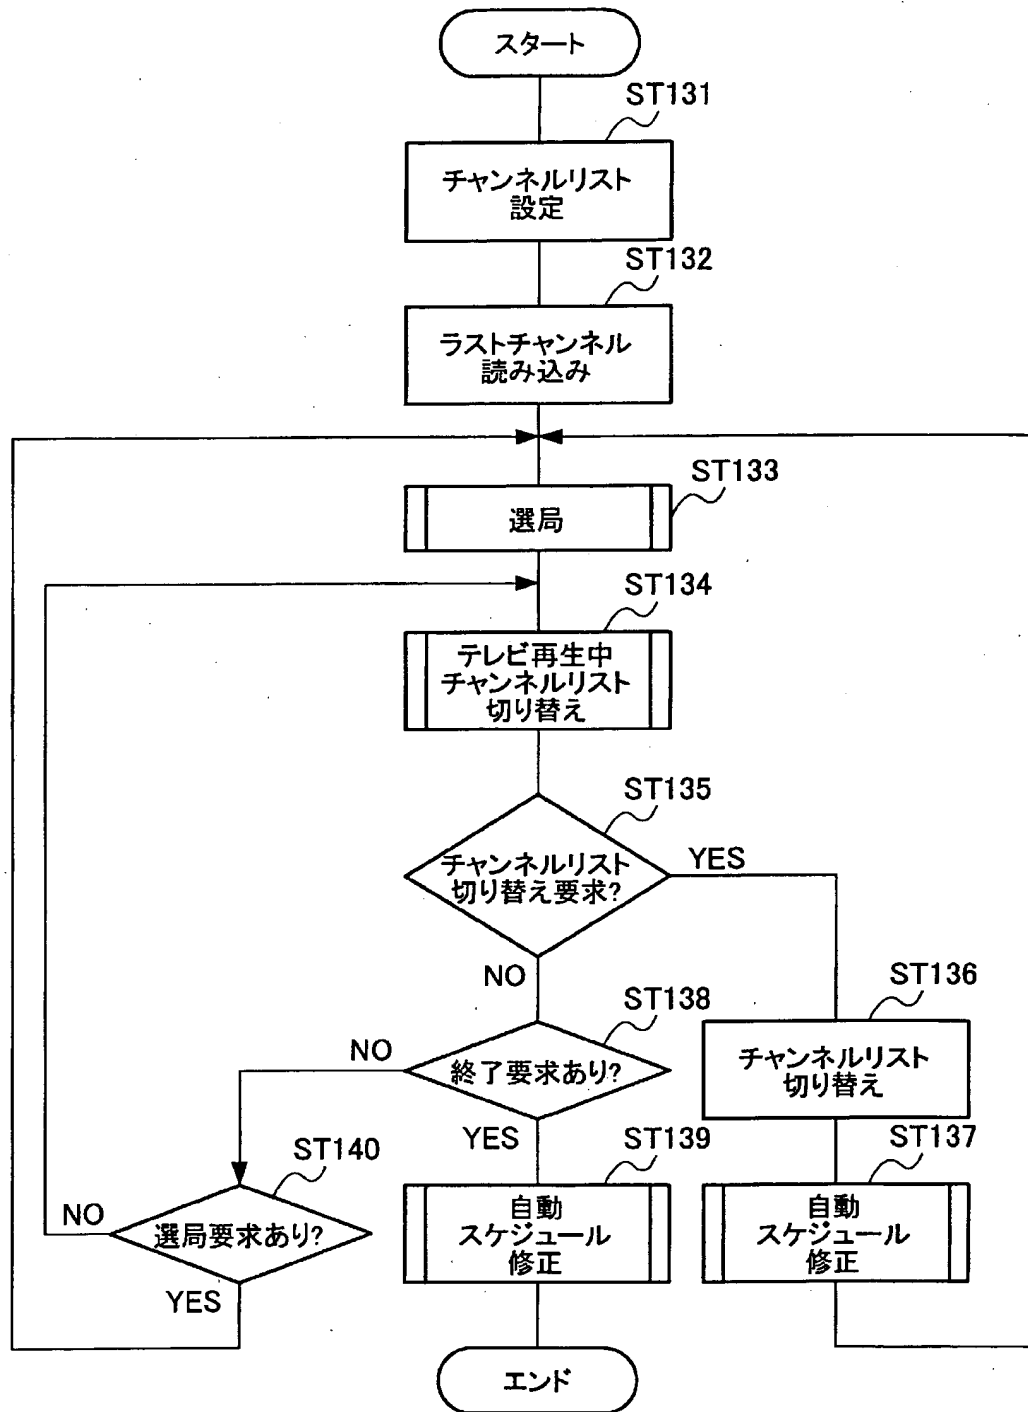 スタート
ST131
チャンネルリスト
設定
ST132
ラストチャンネル
読み込み
ST133
選局
ST134
テレビ再生中
チャンネルリスト
切り替え
ST135
チャンネルリスト
切り替え要求?
YES
NO
ST136
チャンネルリスト
切り替え
ST138
終了要求あり?
NO
YES
ST137
自動
スケジュール
修正
ST139
自動
スケジュール
修正
ST140
選局要求あり?
NO
YES
エンド